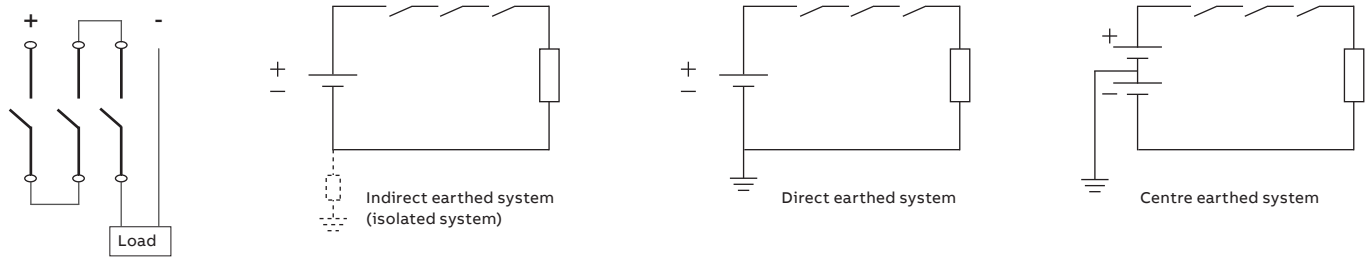 + -
Load
+
−
Indirect earthed system
(isolated system)
+
−
Direct earthed system
+
−
Centre earthed system